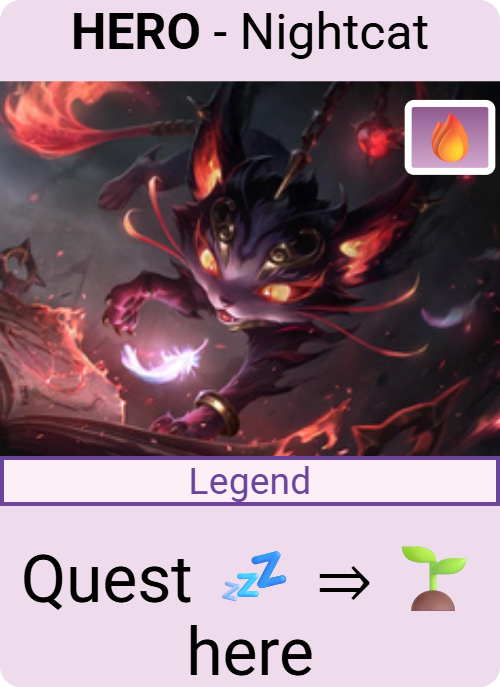 HERO - Nightcat
Legend
Quest 💤 ⇒ 🌱
here